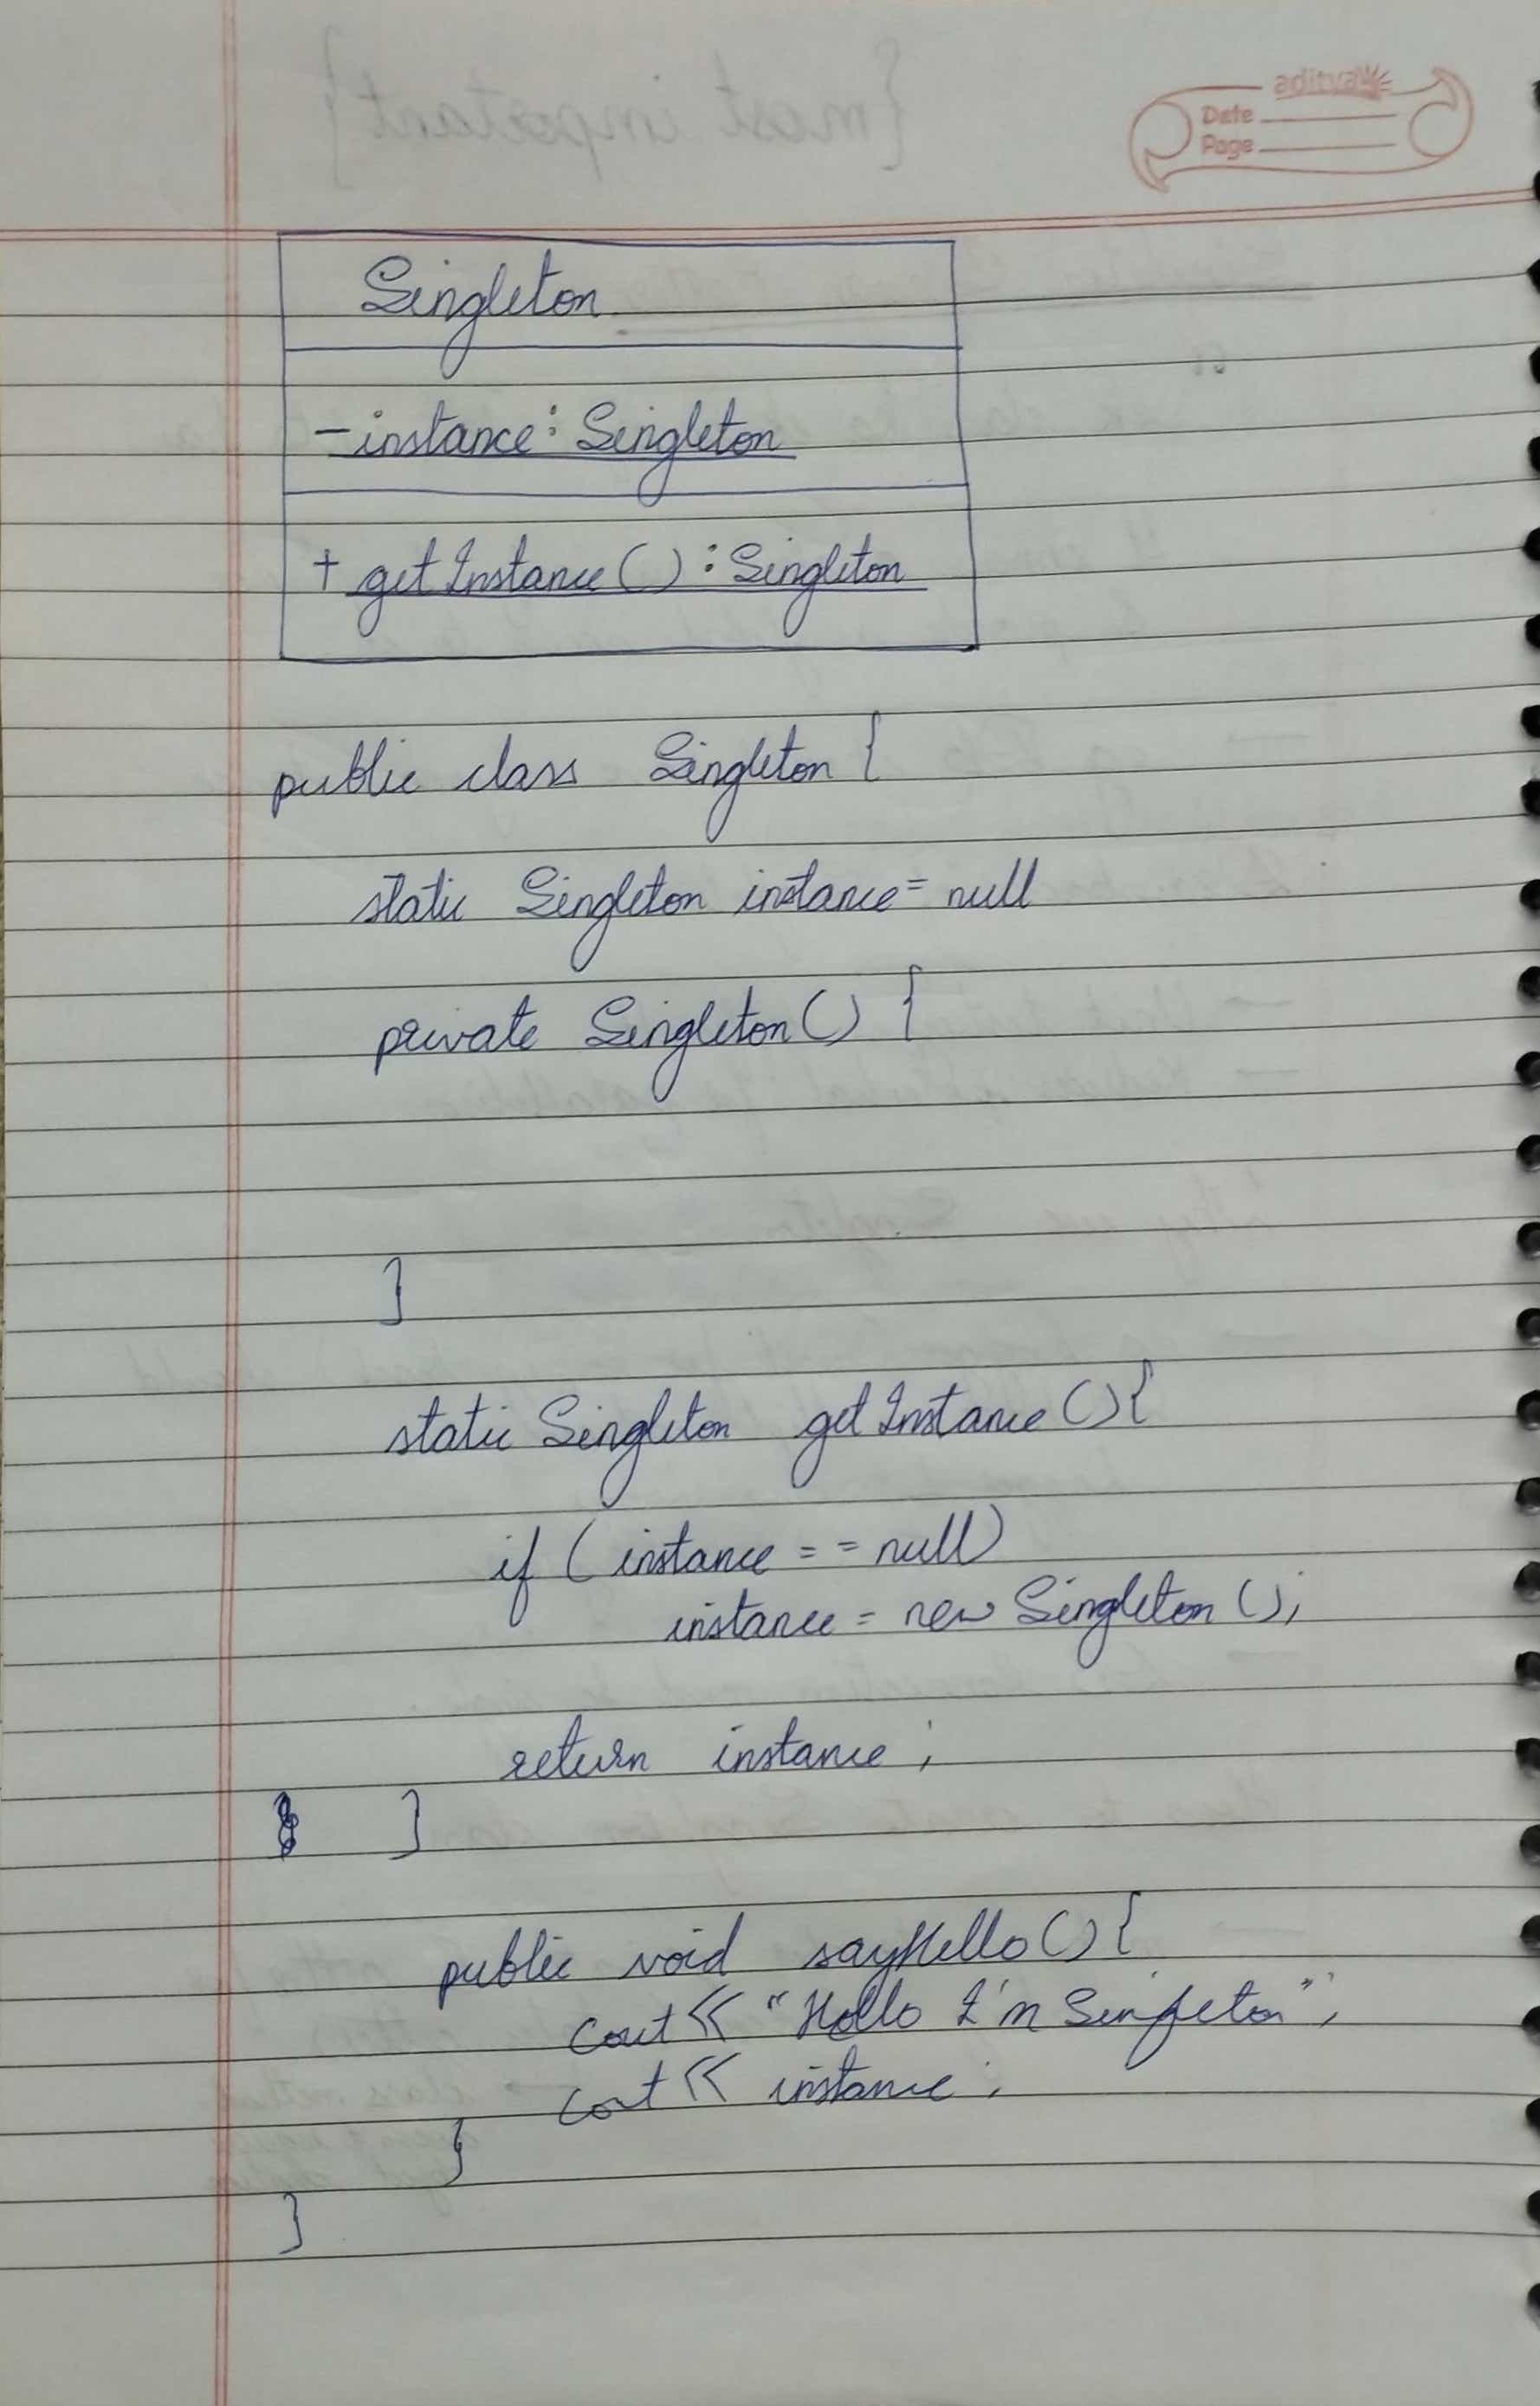 {most important}
aditya
Date
Page
Singleton
- instance : Singleton
+ getInstance() : Singleton
public class Singleton {
static Singleton instance = null
private Singleton() {
}
static Singleton getInstance() {
if (instance == null)
instance = new Singleton();
return instance;
}
public void sayHello() {
cout << "Hello I'm Singleton";
cout << instance;
}
}